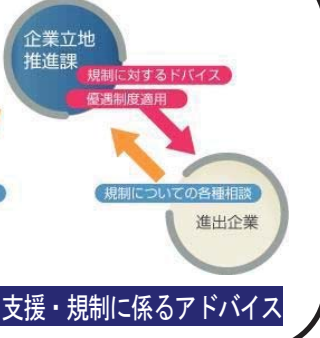 企業立地
推進課
規制に対するドバイス
優遇制度適用
規制についての各種相談
進出企業
支援・規制に係るアドバイス